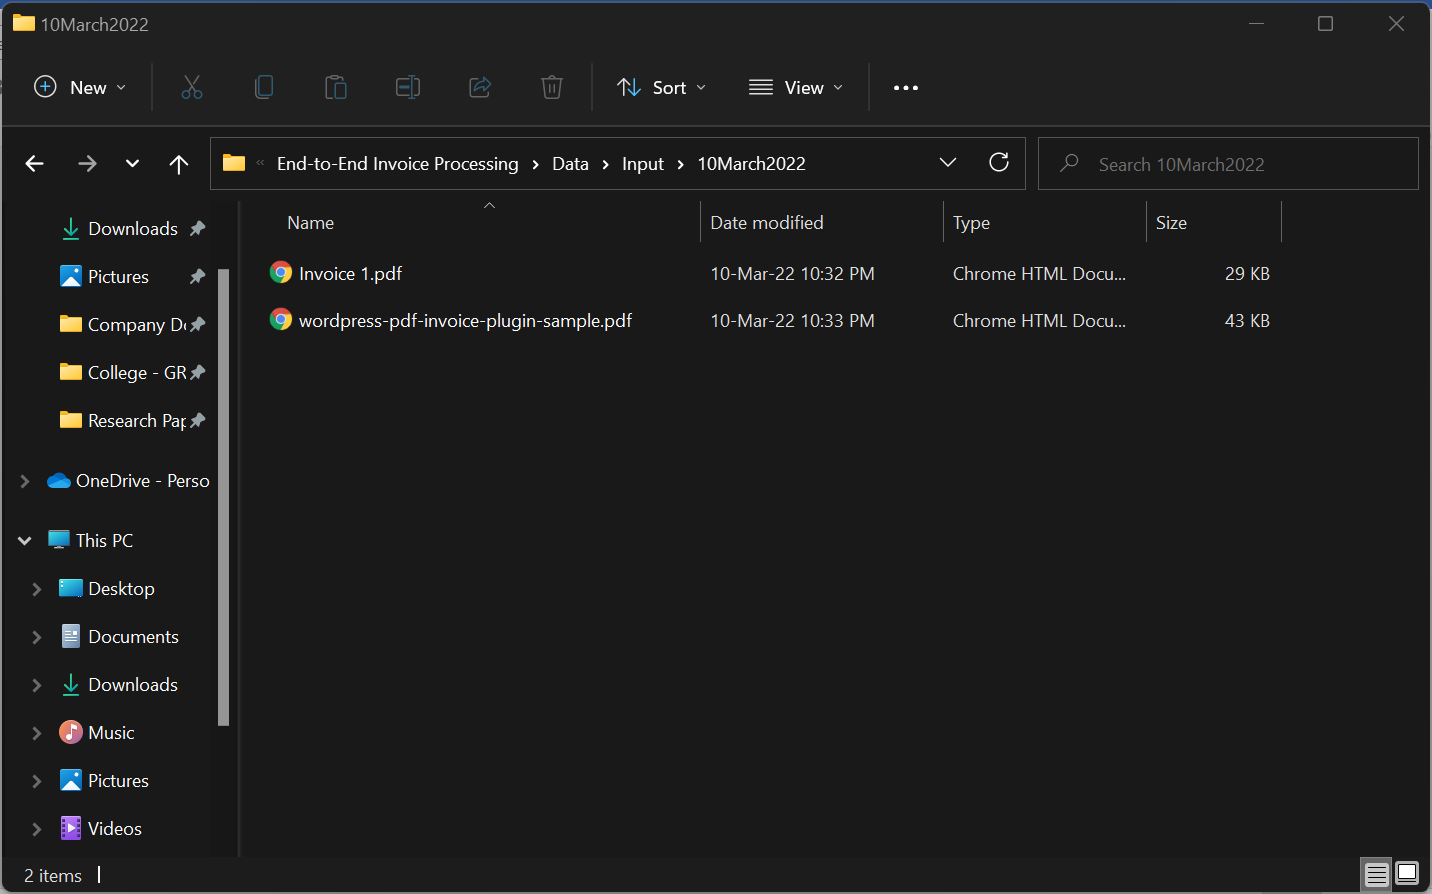 10March2022
New
Sort
View
« End-to-End Invoice Processing > Data > Input > 10March2022
Search 10March2022
Name Date modified Type Size
Invoice 1.pdf 10-Mar-22 10:32 PM Chrome HTML Docu... 29 KB
wordpress-pdf-invoice-plugin-sample.pdf 10-Mar-22 10:33 PM Chrome HTML Docu... 43 KB
Downloads
Pictures
Company De
College - GR
Research Pap
OneDrive - Perso
This PC
Desktop
Documents
Downloads
Music
Pictures
Videos
2 items